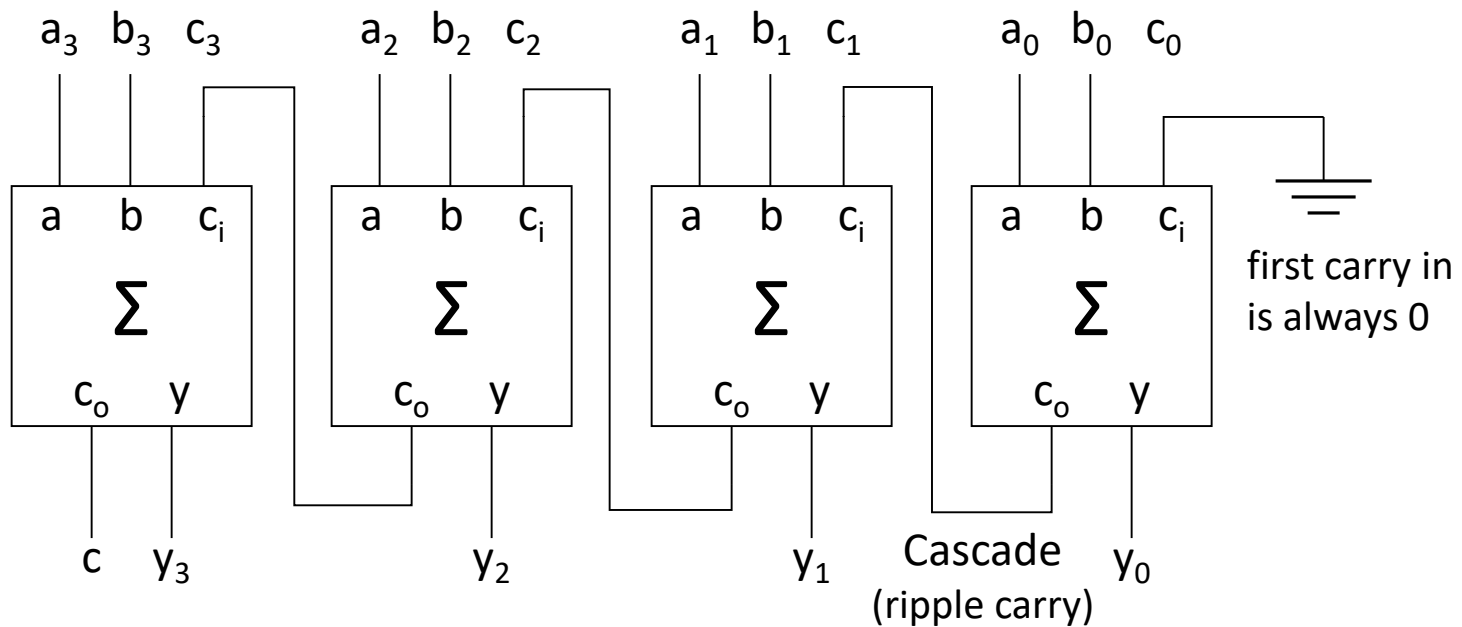 a₃ b₃ c₃ a₂ b₂ c₂ a₁ b₁ c₁ a₀ b₀ c₀
a b cᵢ a b cᵢ a b cᵢ a b cᵢ
Σ Σ Σ Σ
first carry in
is always 0
cₒ y cₒ y cₒ y cₒ y
c y₃ y₂ y₁ Cascade y₀
(ripple carry)